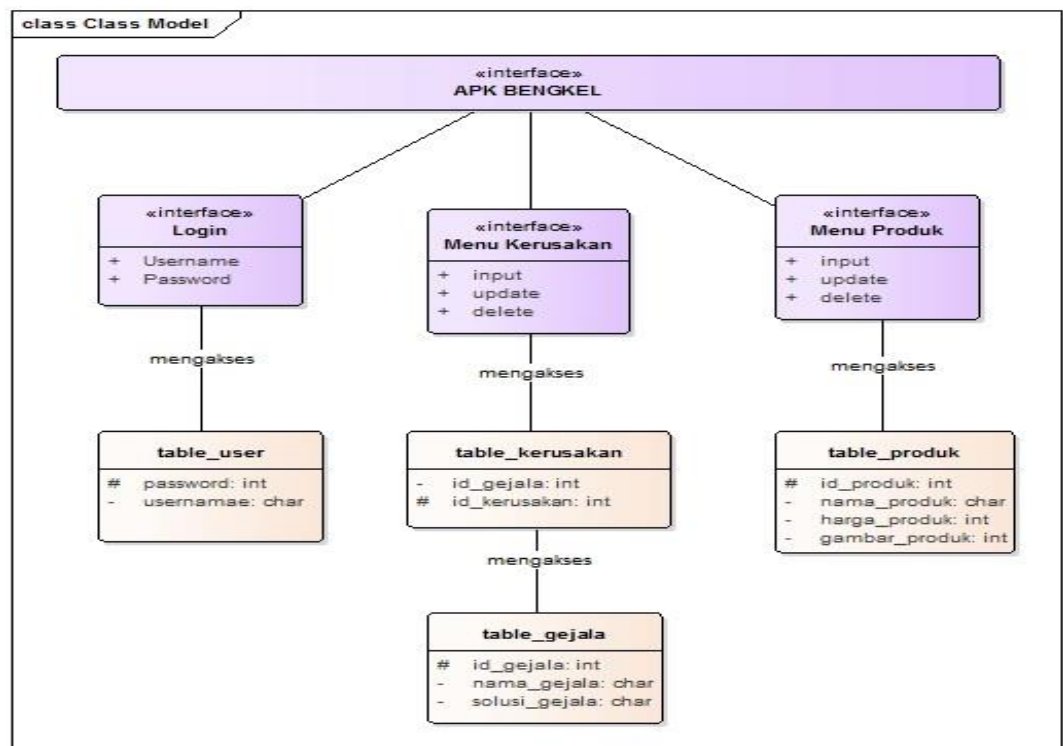 class Class Model
«interface»
APK BENGKEL
«interface»
Login
+ Username
+ Password
«interface»
Menu Kerusakan
+ input
+ update
+ delete
«interface»
Menu Produk
+ input
+ update
+ delete
mengakses
mengakses
mengakses
table_user
# password: int
- usernamae: char
table_kerusakan
- id_gejala: int
# id_kerusakan: int
table_produk
# id_produk: int
- nama_produk: char
- harga_produk: int
- gambar_produk: int
mengakses
table_gejala
# id_gejala: int
- nama_gejala: char
- solusi_gejala: char